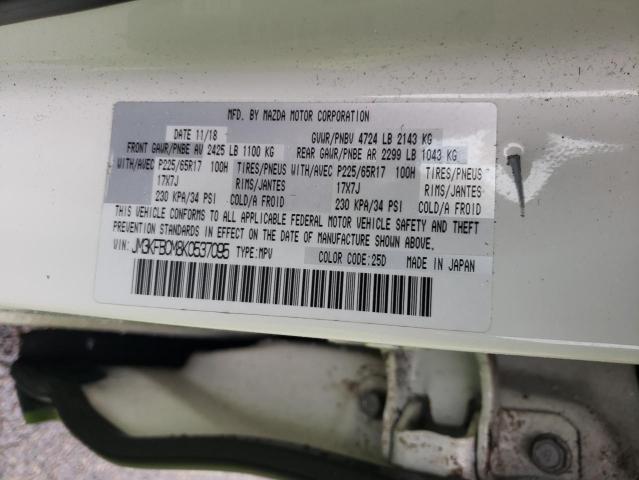 MFD. BY MAZDA MOTOR CORPORATION
DATE 11/18 GVWR/PNBV 4724 LB 2143 KG
FRONT GAWR/PNBE AV 2425 LB 1100 KG REAR GAWR/PNBE AR 2299 LB 1043 KG
WITH/AVEC P225/65R17 100H TIRES/PNEUS WITH/AVEC P225/65R17 100H TIRES/PNEUS
17X7J RIMS/JANTES 17X7J RIMS/JANTES
230 KPA/34 PSI COLD/A FROID 230 KPA/34 PSI COLD/A FROID
THIS VEHICLE CONFORMS TO ALL APPLICABLE FEDERAL MOTOR VEHICLE SAFETY AND THEFT
PREVENTION STANDARDS IN EFFECT ON THE DATE OF MANUFACTURE SHOWN ABOVE.
VIN: JM3KFBCM8K0537095 TYPE:MPV COLOR CODE:25D MADE IN JAPAN